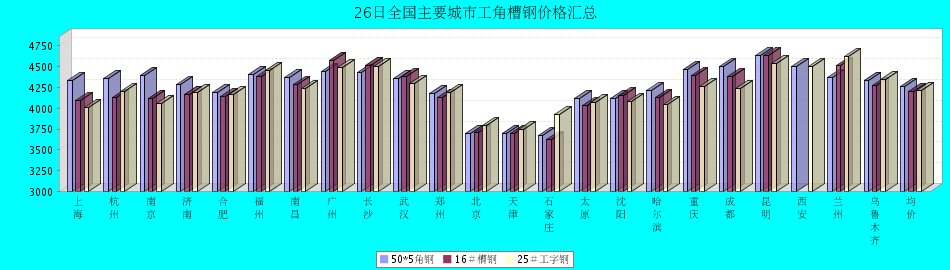 26日全国主要城市工角槽钢价格汇总
4750
4500
4250
4000
3750
3500
3250
3000
上海
杭州
南京
济南
合肥
福州
南昌
广州
长沙
武汉
郑州
北京
天津
石家庄
太原
沈阳
哈尔滨
重庆
成都
昆明
西安
兰州
乌鲁木齐
均价
50*5角钢
16#槽钢
25#工字钢